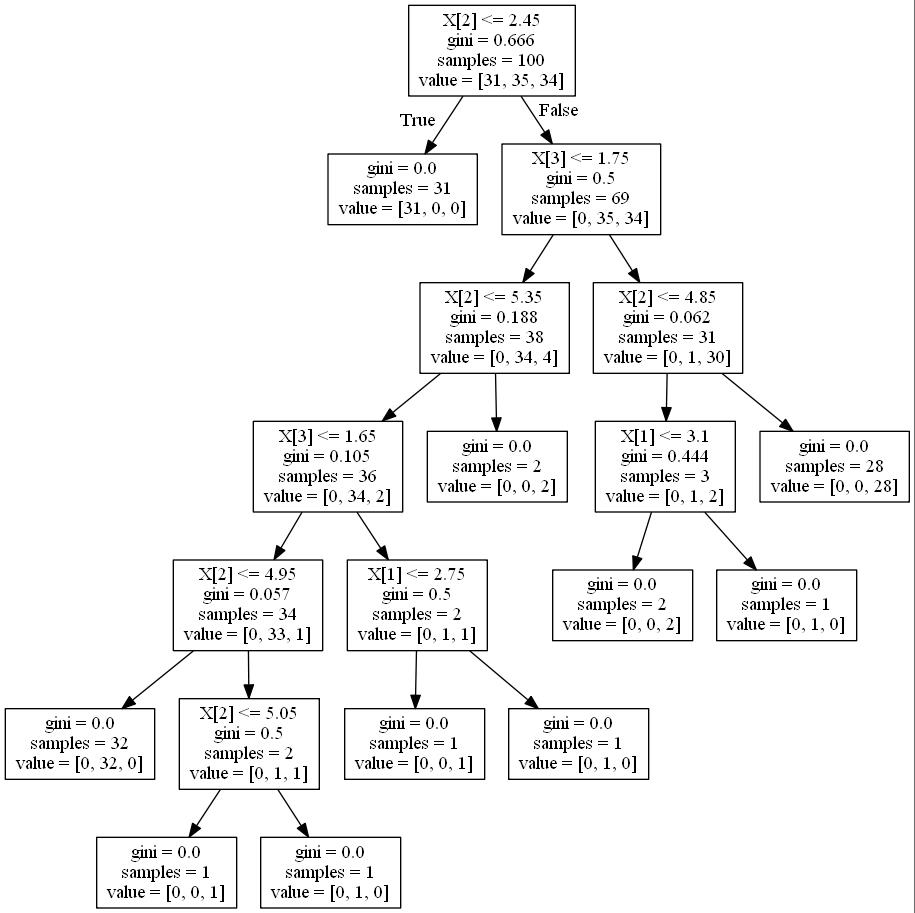 X[2] <= 2.45
gini = 0.666
samples = 100
value = [31, 35, 34]
True
False
gini = 0.0
samples = 31
value = [31, 0, 0]
X[3] <= 1.75
gini = 0.5
samples = 69
value = [0, 35, 34]
X[2] <= 5.35
gini = 0.188
samples = 38
value = [0, 34, 4]
X[2] <= 4.85
gini = 0.062
samples = 31
value = [0, 1, 30]
X[3] <= 1.65
gini = 0.105
samples = 36
value = [0, 34, 2]
gini = 0.0
samples = 2
value = [0, 0, 2]
X[1] <= 3.1
gini = 0.444
samples = 3
value = [0, 1, 2]
gini = 0.0
samples = 28
value = [0, 0, 28]
X[2] <= 4.95
gini = 0.057
samples = 34
value = [0, 33, 1]
X[1] <= 2.75
gini = 0.5
samples = 2
value = [0, 1, 1]
gini = 0.0
samples = 2
value = [0, 0, 2]
gini = 0.0
samples = 1
value = [0, 1, 0]
gini = 0.0
samples = 32
value = [0, 32, 0]
X[2] <= 5.05
gini = 0.5
samples = 2
value = [0, 1, 1]
gini = 0.0
samples = 1
value = [0, 0, 1]
gini = 0.0
samples = 1
value = [0, 1, 0]
gini = 0.0
samples = 1
value = [0, 0, 1]
gini = 0.0
samples = 1
value = [0, 1, 0]